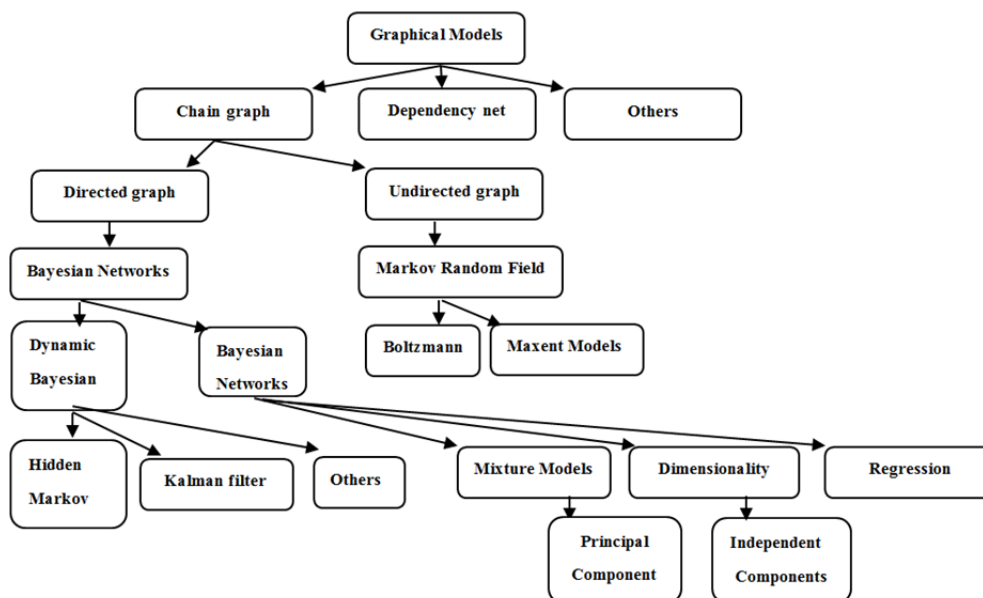 Graphical Models
Chain graph
Dependency net
Others
Directed graph
Undirected graph
Bayesian Networks
Markov Random Field
Dynamic
Bayesian
Bayesian
Networks
Boltzmann
Maxent Models
Hidden
Markov
Kalman filter
Others
Mixture Models
Dimensionality
Regression
Principal
Component
Independent
Components